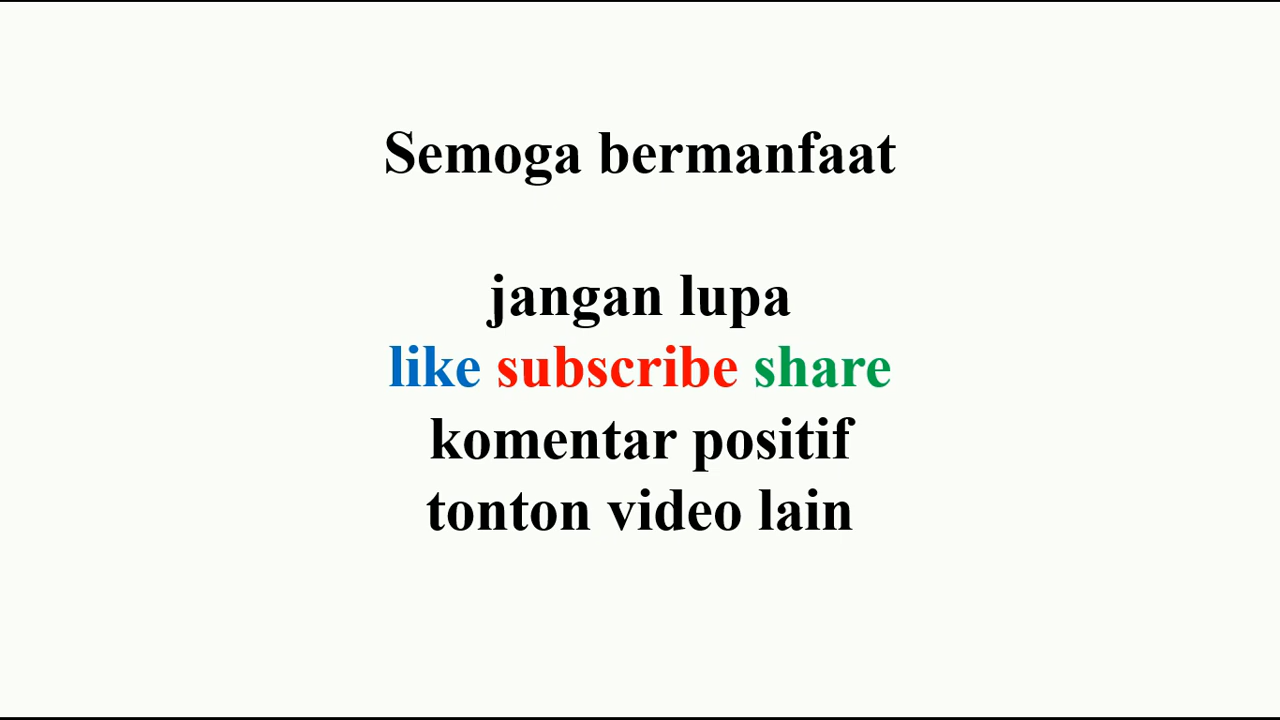 Semoga bermanfaat
jangan lupa
like subscribe share
komentar positif
tonton video lain